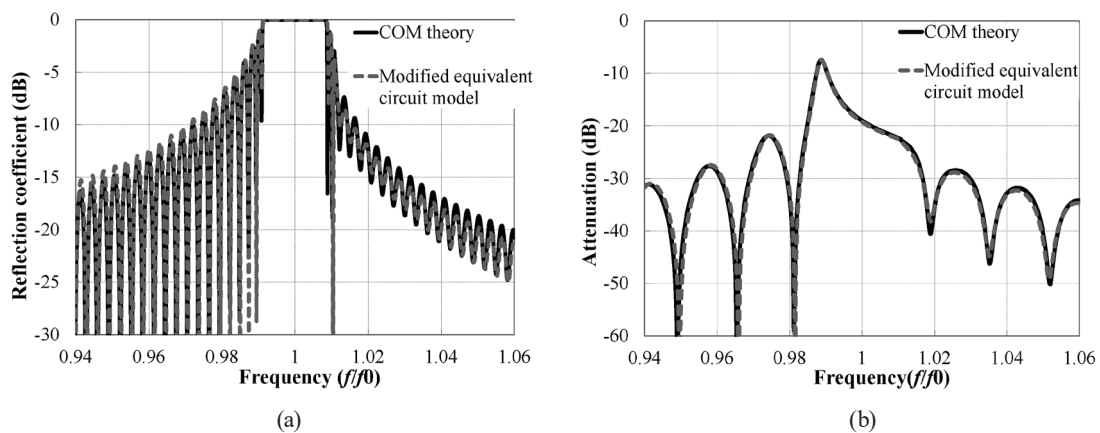 0
-5
-10
-15
-20
-25
-30
Reflection coefficient (dB)
COM theory
Modified equivalent
circuit model
0.94 0.96 0.98 1 1.02 1.04 1.06
Frequency (f/f0)
(a)
0
-10
-20
-30
-40
-50
-60
Attenuation (dB)
COM theory
Modified equivalent
circuit model
0.94 0.96 0.98 1 1.02 1.04 1.06
Frequency(f/f0)
(b)